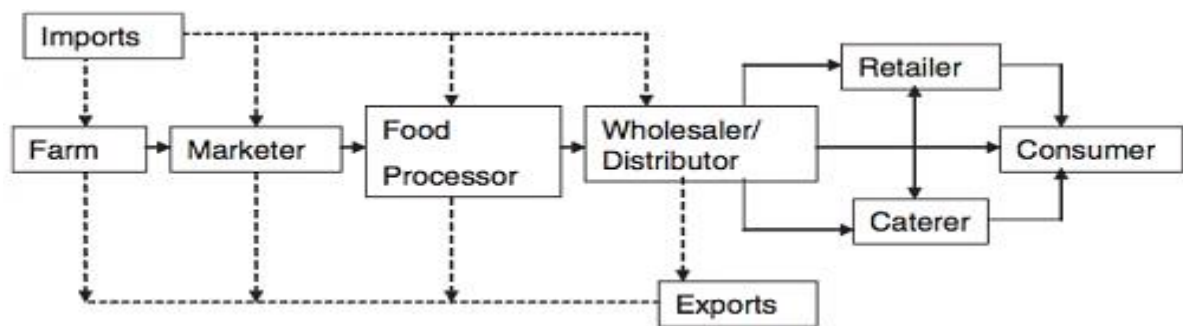 Imports
Retailer
Farm
Marketer
Food
Processor
Wholesaler/
Distributor
Consumer
Caterer
Exports